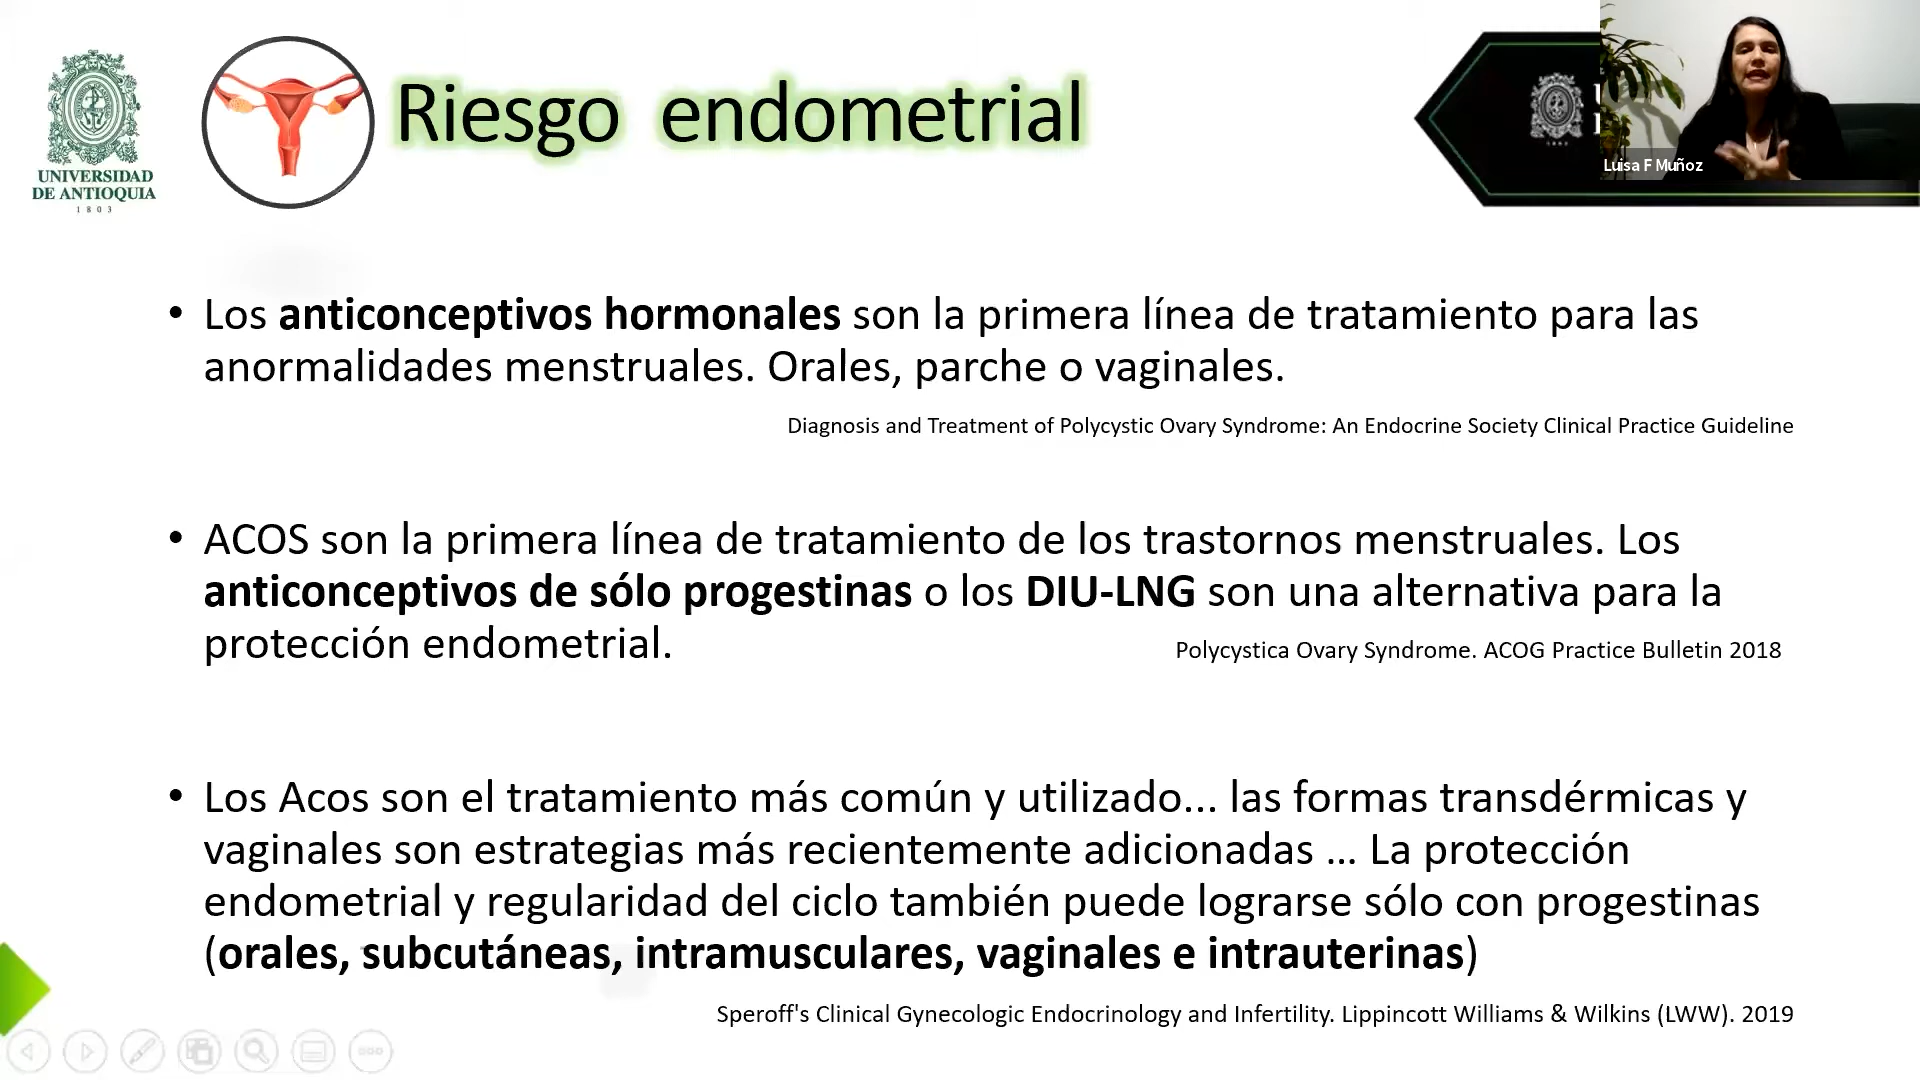 UNIVERSIDAD
DE ANTIOQUIA
1803
Riesgo endometrial
Luisa F Muñoz
• Los anticonceptivos hormonales son la primera línea de tratamiento para las
anormalidades menstruales. Orales, parche o vaginales.
Diagnosis and Treatment of Polycystic Ovary Syndrome: An Endocrine Society Clinical Practice Guideline
• ACOS son la primera línea de tratamiento de los trastornos menstruales. Los
anticonceptivos de sólo progestinas o los DIU-LNG son una alternativa para la
protección endometrial.
Polycystica Ovary Syndrome. ACOG Practice Bulletin 2018
• Los Acos son el tratamiento más común y utilizado... las formas transdérmicas y
vaginales son estrategias más recientemente adicionadas ... La protección
endometrial y regularidad del ciclo también puede lograrse sólo con progestinas
(orales, subcutáneas, intramusculares, vaginales e intrauterinas)
Speroff's Clinical Gynecologic Endocrinology and Infertility. Lippincott Williams & Wilkins (LWW). 2019